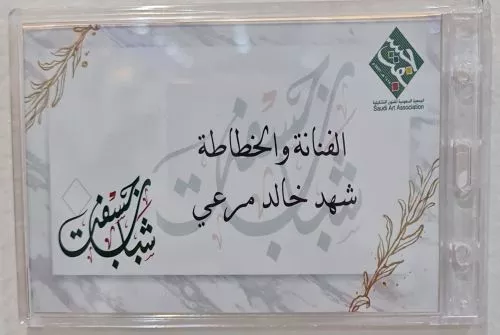 الجمعية السعودية للفنون التشكيلية
Saudi Art Association
الفنانة والخطاطة
شهد خالد مرعي